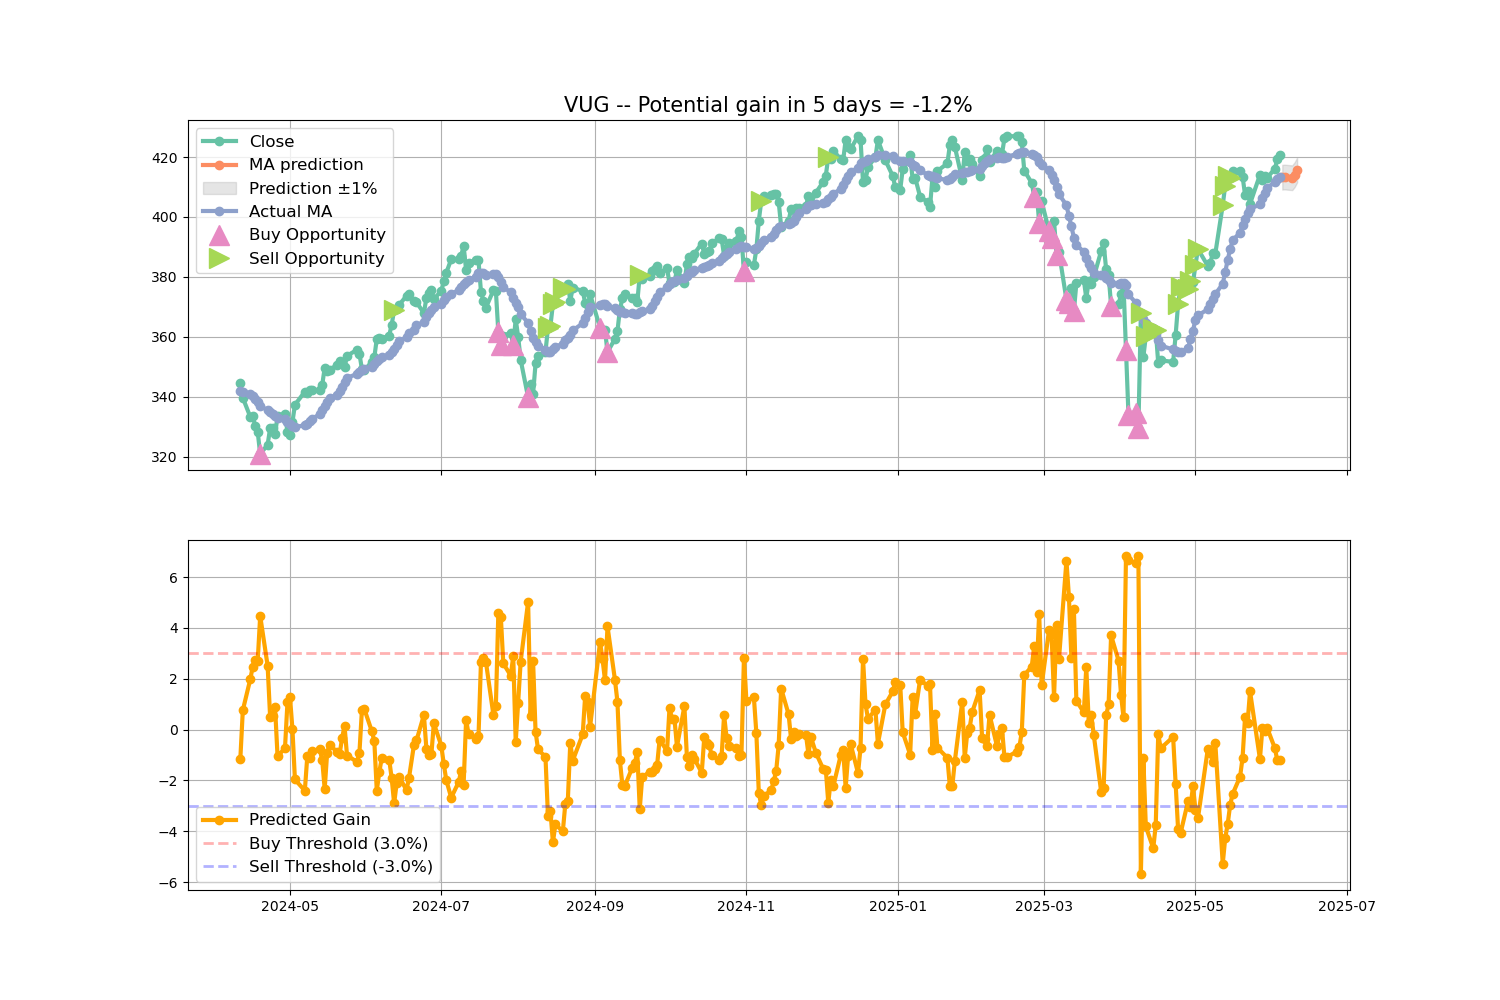 VUG -- Potential gain in 5 days = -1.2%
Close
MA prediction
Prediction ±1%
Actual MA
Buy Opportunity
Sell Opportunity
420
400
380
360
340
320
6
4
2
0
−2
−4
−6
Predicted Gain
Buy Threshold (3.0%)
Sell Threshold (-3.0%)
2024-05 2024-07 2024-09 2024-11 2025-01 2025-03 2025-05 2025-07